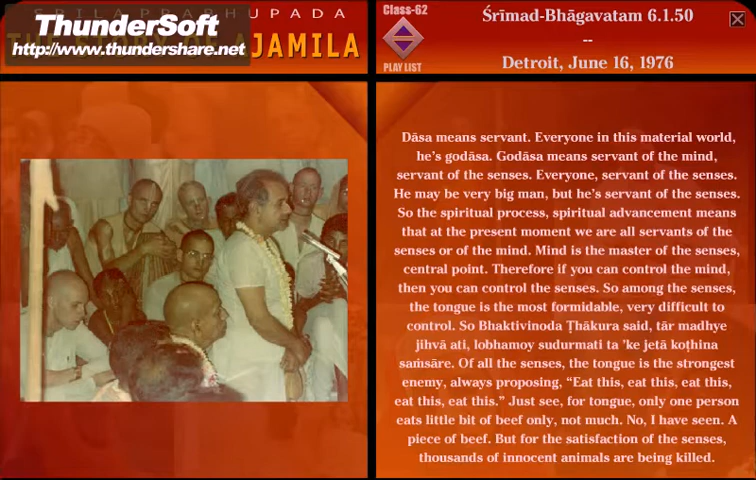 SRILA PRABHUPADA
ThunderSoft
http://www.thundershare.net
AJAMILA
Class-62
PLAY LIST
Śrīmad-Bhāgavatam 6.1.50
--
Detroit, June 16, 1976
Dāsa means servant. Everyone in this material world,
he's godāsa. Godāsa means servant of the mind,
servant of the senses. Everyone, servant of the senses.
He may be very big man, but he's servant of the senses.
So the spiritual process, spiritual advancement means
that at the present moment we are all servants of the
senses or of the mind. Mind is the master of the senses,
central point. Therefore if you can control the mind,
then you can control the senses. So among the senses,
the tongue is the most formidable, very difficult to
control. So Bhaktivinoda Ṭhākura said, tār madhye
jihvā ati, lobhamoy sudurmati ta 'ke jetā koṭhina
saṁsāre. Of all the senses, the tongue is the strongest
enemy, always proposing, “Eat this, eat this, eat this,
eat this, eat this.” Just see, for tongue, only one person
eats little bit of beef only, not much. No, I have seen. A
piece of beef. But for the satisfaction of the senses,
thousands of innocent animals are being killed.